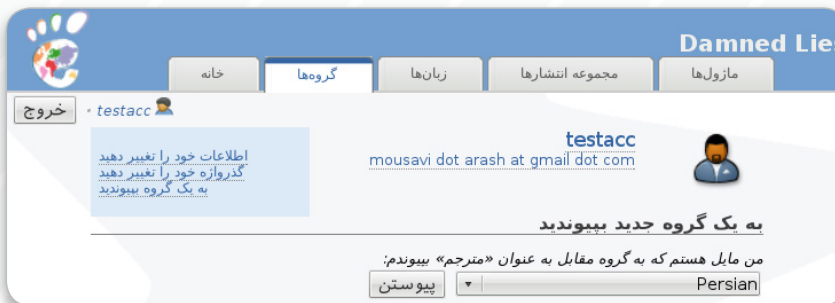 Damned Lies
ماژول‌ها
مجموعه انتشارها
زبان‌ها
گروه‌ها
خانه
testacc
خروج
testacc
mousavi dot arash at gmail dot com
اطلاعات خود را تغییر دهید
گذرواژه خود را تغییر دهید
به یک گروه بپیوندید
به یک گروه جدید بپیوندید
من مایل هستم که به گروه مقابل به عنوان «مترجم» بپیوندم:
Persian
پیوستن